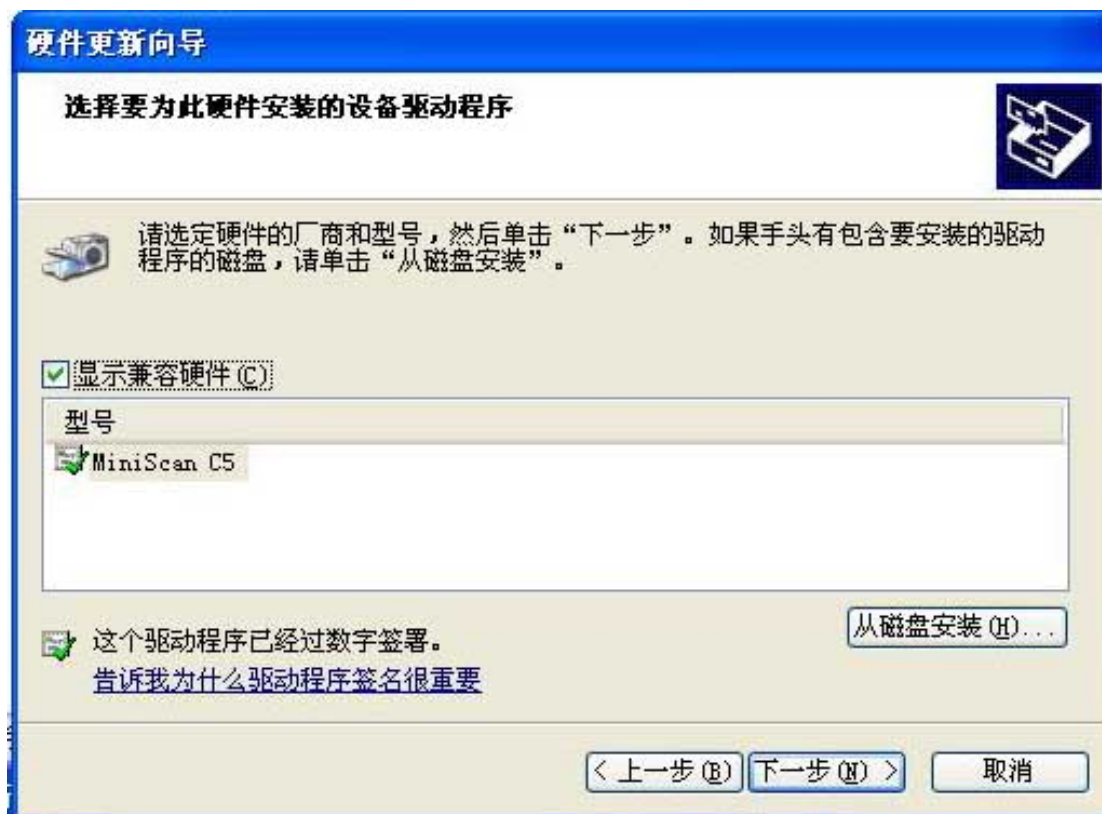 硬件更新向导
选择要为此硬件安装的设备驱动程序
请选定硬件的厂商和型号，然后单击“下一步”。如果手头有包含要安装的驱动
程序的磁盘，请单击“从磁盘安装”。
显示兼容硬件(C)
型号
MiniScan C5
从磁盘安装(H)...
这个驱动程序已经过数字签署。
告诉我为什么驱动程序签名很重要
< 上一步(B) 下一步(N) > 取消